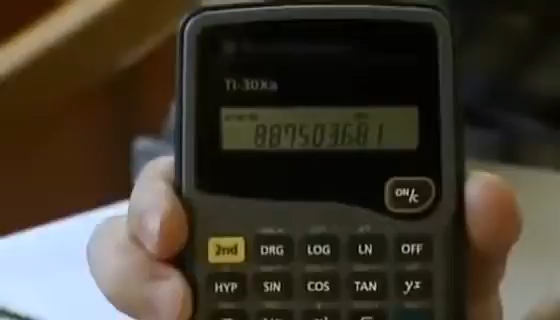 TI-30Xa
887503681
ON/C
2nd DRG LOG LN OFF
HYP SIN COS TAN yx